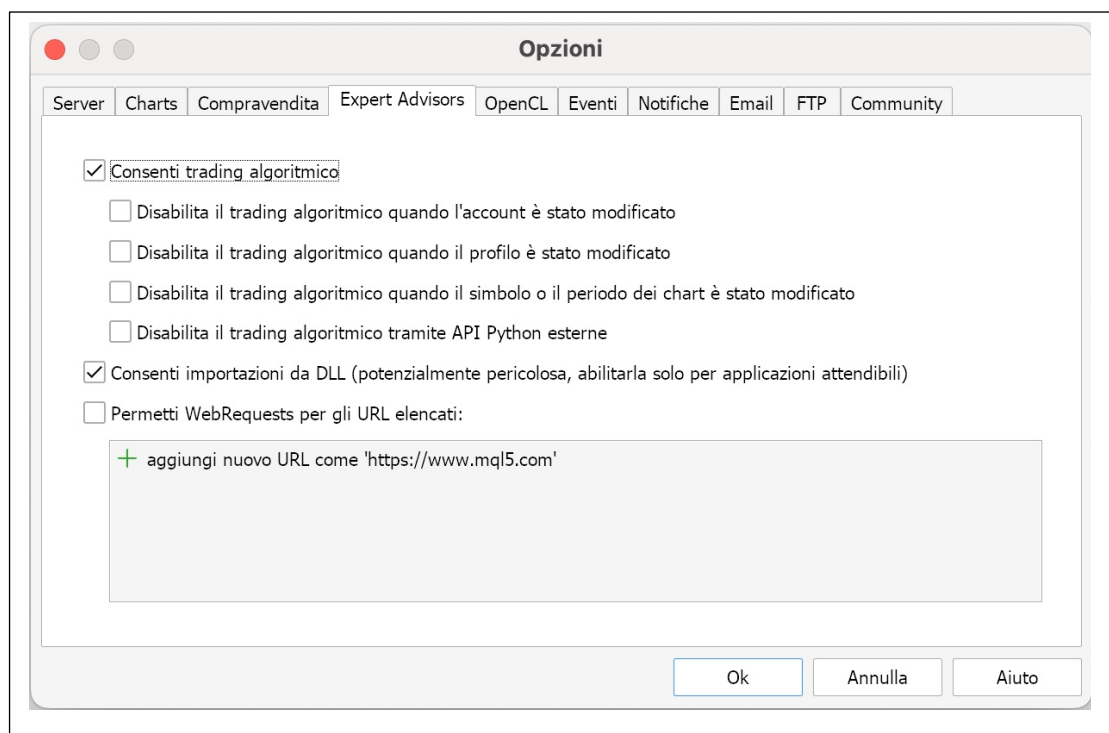 Opzioni
Server Charts Compravendita Expert Advisors OpenCL Eventi Notifiche Email FTP Community
Consenti trading algoritmico
Disabilita il trading algoritmico quando l'account è stato modificato
Disabilita il trading algoritmico quando il profilo è stato modificato
Disabilita il trading algoritmico quando il simbolo o il periodo dei chart è stato modificato
Disabilita il trading algoritmico tramite API Python esterne
Consenti importazioni da DLL (potenzialmente pericolosa, abilitarla solo per applicazioni attendibili)
Permetti WebRequests per gli URL elencati:
aggiungi nuovo URL come 'https://www.mql5.com'
Ok Annulla Aiuto